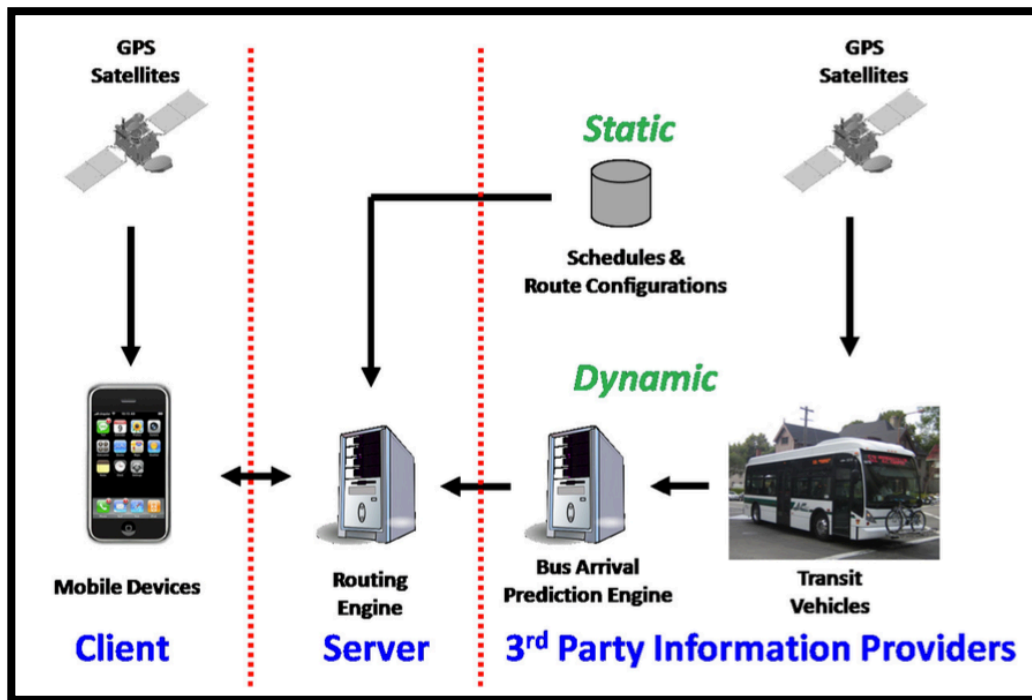 GPS
Satellites
GPS
Satellites
Static
Schedules &
Route Configurations
Dynamic
Mobile Devices
Routing
Engine
Bus Arrival
Prediction Engine
Transit
Vehicles
Client
Server
3rd Party Information Providers